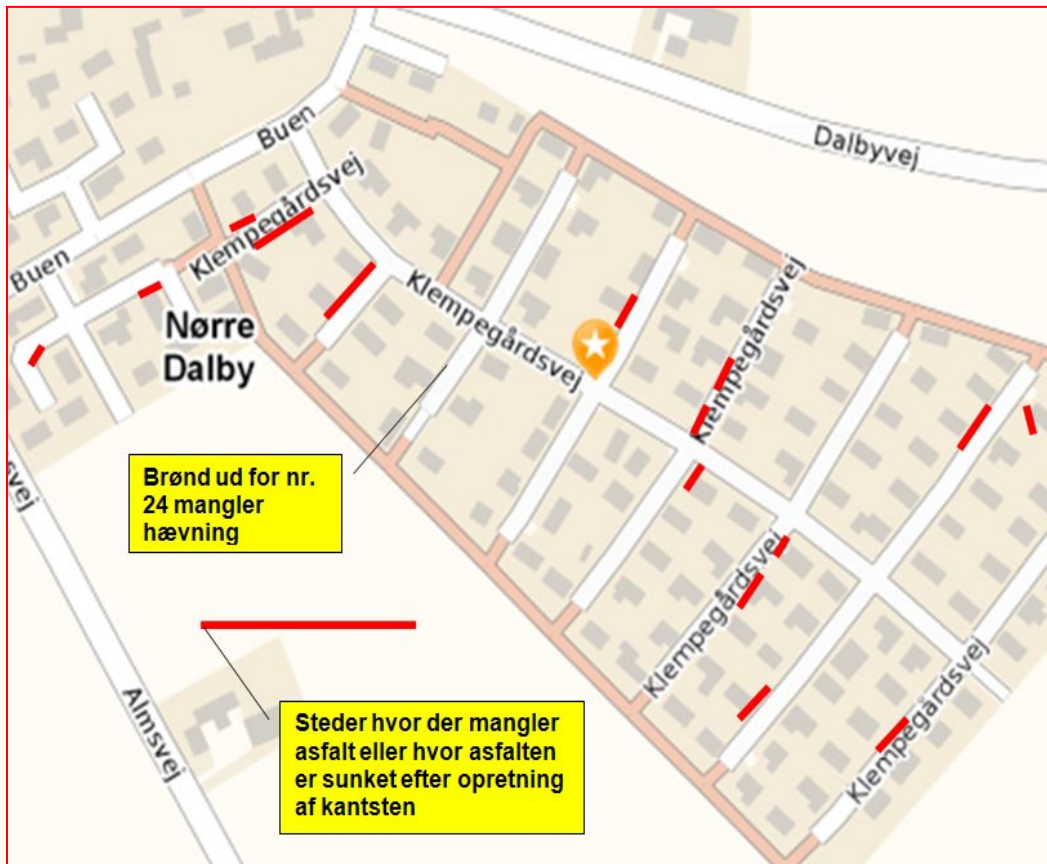 Buen
Dalbyvej
Klempegårdsvej
Buen
Klempegårdsvej
Klempegårdsvej
Nørre
Dalby
Klempegårdsvej
Brønd ud for nr.
24 mangler
hævning
svej
Klempegårdsvej
Klempegårdsvej
Almsvej
Steder hvor der mangler
asfalt eller hvor asfalten
er sunket efter opretning
af kantsten